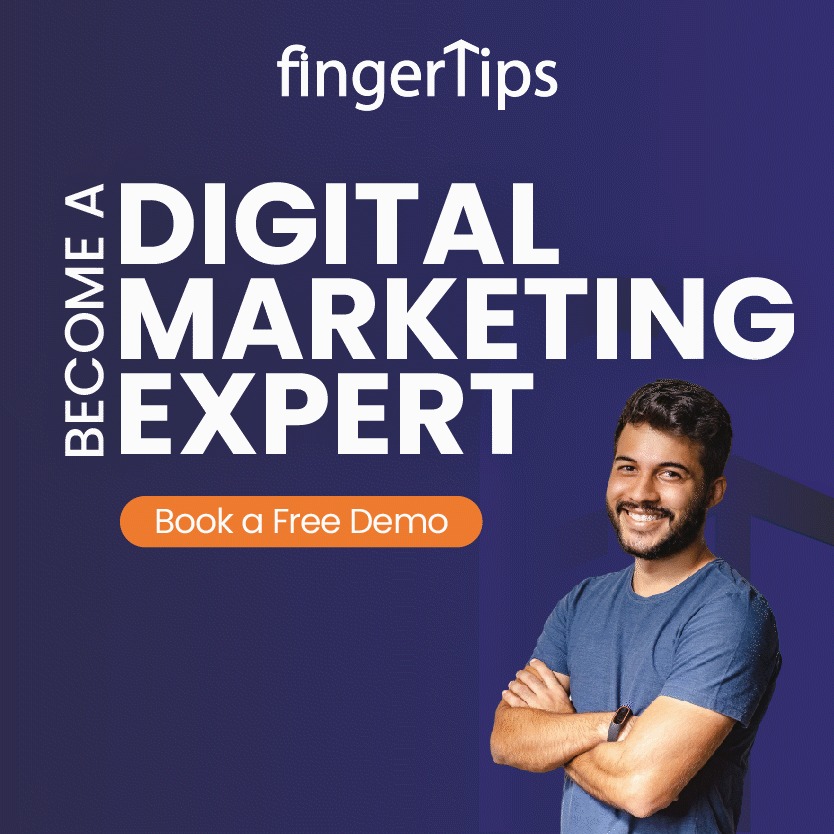 fingerTips
BECOME A
DIGITAL
MARKETING
EXPERT
Book a Free Demo